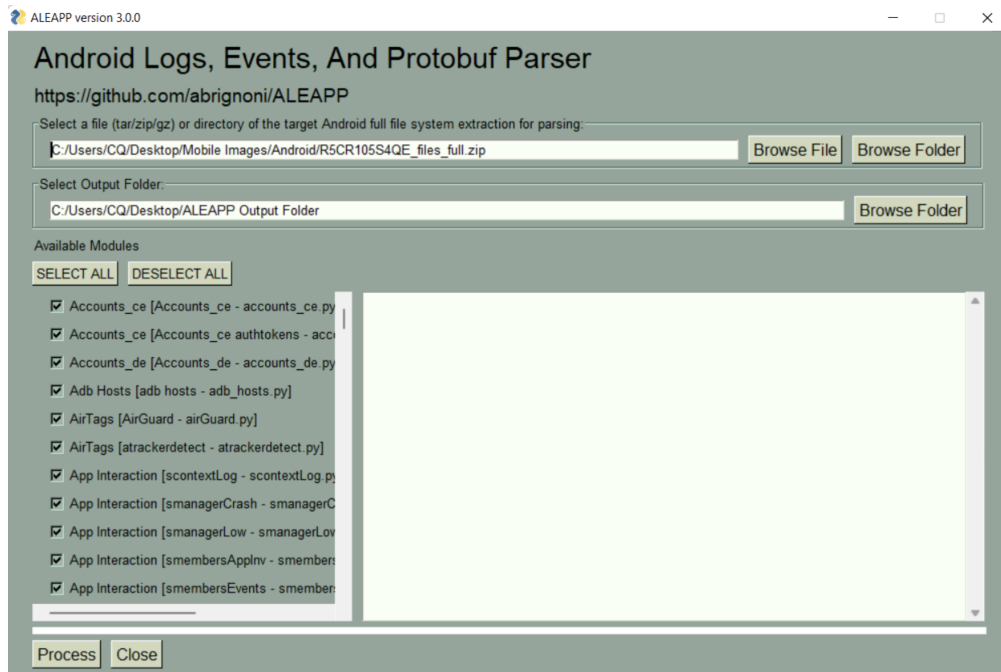 ALEAPP version 3.0.0
Android Logs, Events, And Protobuf Parser
https://github.com/abrignoni/ALEAPP
Select a file (tar/zip/gz) or directory of the target Android full file system extraction for parsing:
C:/Users/CQ/Desktop/Mobile Images/Android/R5CR105S4QE_files_full.zip
Browse File
Browse Folder
Select Output Folder:
C:/Users/CQ/Desktop/ALEAPP Output Folder
Browse Folder
Available Modules
SELECT ALL
DESELECT ALL
Accounts_ce [Accounts_ce - accounts_ce.py
Accounts_ce [Accounts_ce authtokens - acc
Accounts_de [Accounts_de - accounts_de.py
Adb Hosts [adb hosts - adb_hosts.py]
AirTags [AirGuard - airGuard.py]
AirTags [atrackerdetect - atrackerdetect.py]
App Interaction [scontextLog - scontextLog.py
App Interaction [smanagerCrash - smanagerC
App Interaction [smanagerLow - smanagerLow
App Interaction [smembersAppInv - smembers
App Interaction [smembersEvents - smember
Process
Close